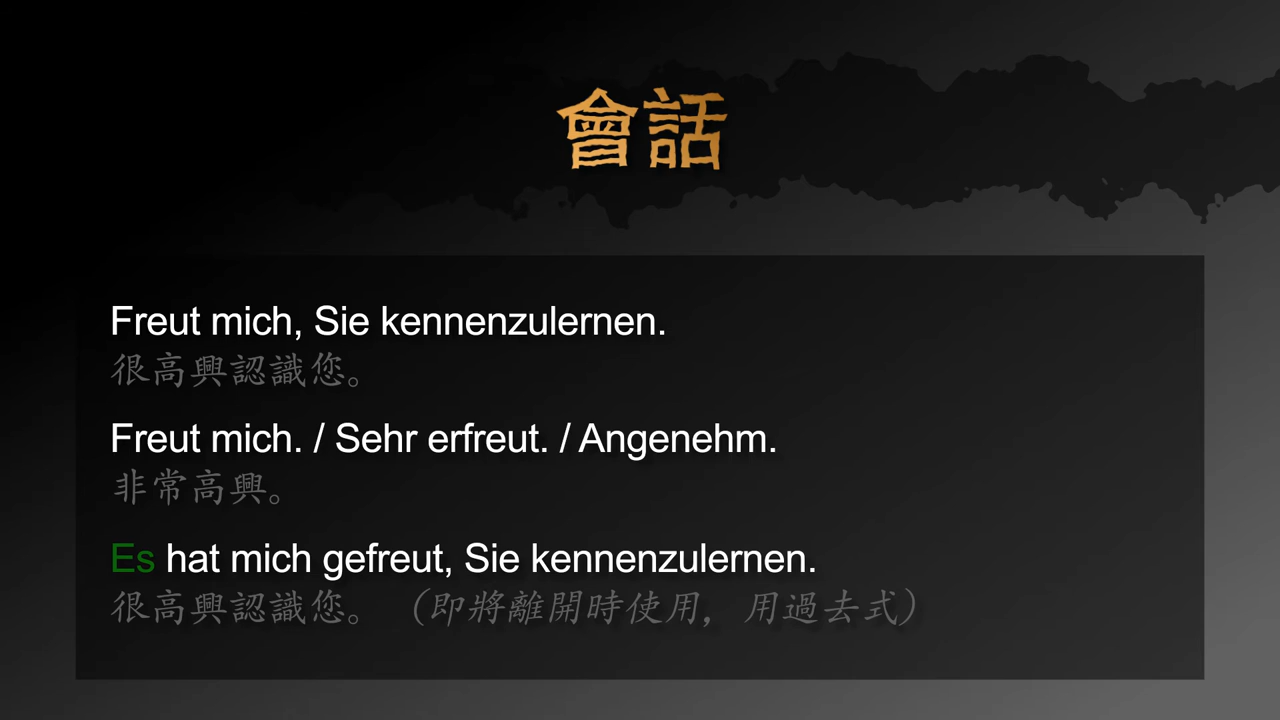 會話
Freut mich, Sie kennenzulernen.
很高興認識您。
Freut mich. / Sehr erfreut. / Angenehm.
非常高興。
Es hat mich gefreut, Sie kennenzulernen.
很高興認識您。（即將離開時使用，用過去式）